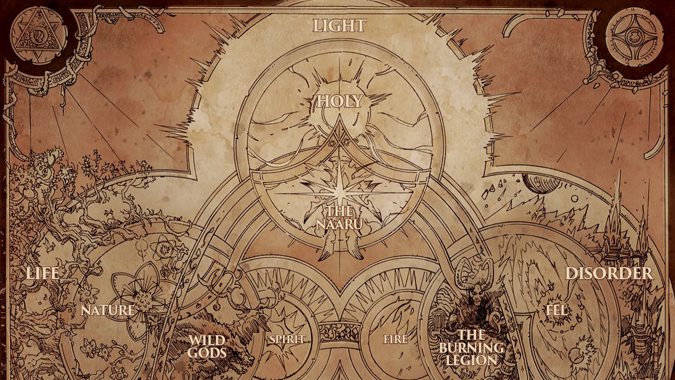 LIGHT
HOLY
THE
NAARU
LIFE
DISORDER
NATURE
FEL
WILD
GODS
SPIRIT
FIRE
THE
BURNING
LEGION